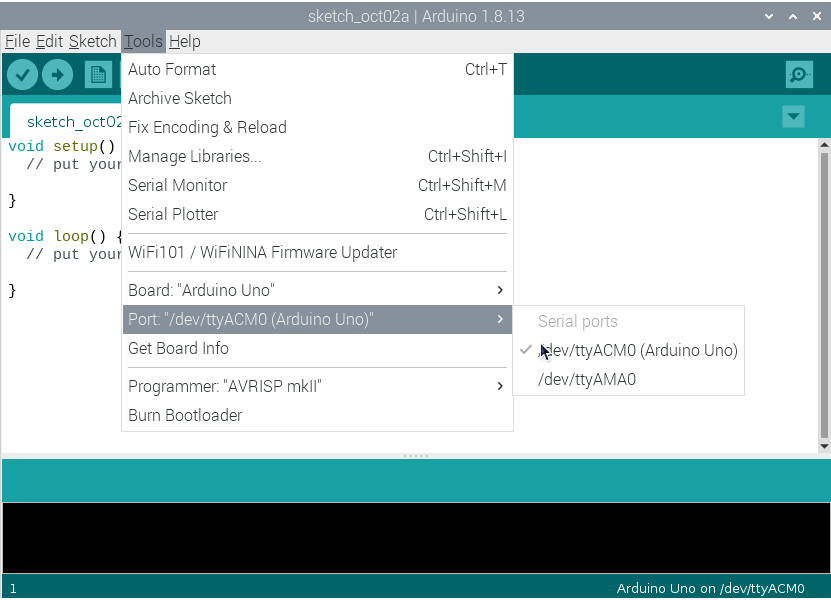 sketch_oct02a | Arduino 1.8.13
File Edit Sketch Tools Help
sketch_oct02
void setup()
// put your
}
void loop() {
// put your
}
Auto Format Ctrl+T
Archive Sketch
Fix Encoding & Reload
Manage Libraries... Ctrl+Shift+I
Serial Monitor Ctrl+Shift+M
Serial Plotter Ctrl+Shift+L
WiFi101 / WiFiNINA Firmware Updater
Board: "Arduino Uno"
Port: "/dev/ttyACM0 (Arduino Uno)"
Get Board Info
Programmer: "AVRISP mkII"
Burn Bootloader
Serial ports
/dev/ttyACM0 (Arduino Uno)
/dev/ttyAMA0
1 Arduino Uno on /dev/ttyACM0